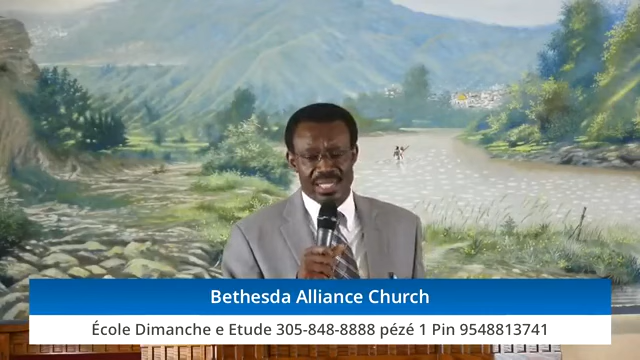 Bethesda Alliance Church
École Dimanche e Etude 305-848-8888 pézé 1 Pin 9548813741